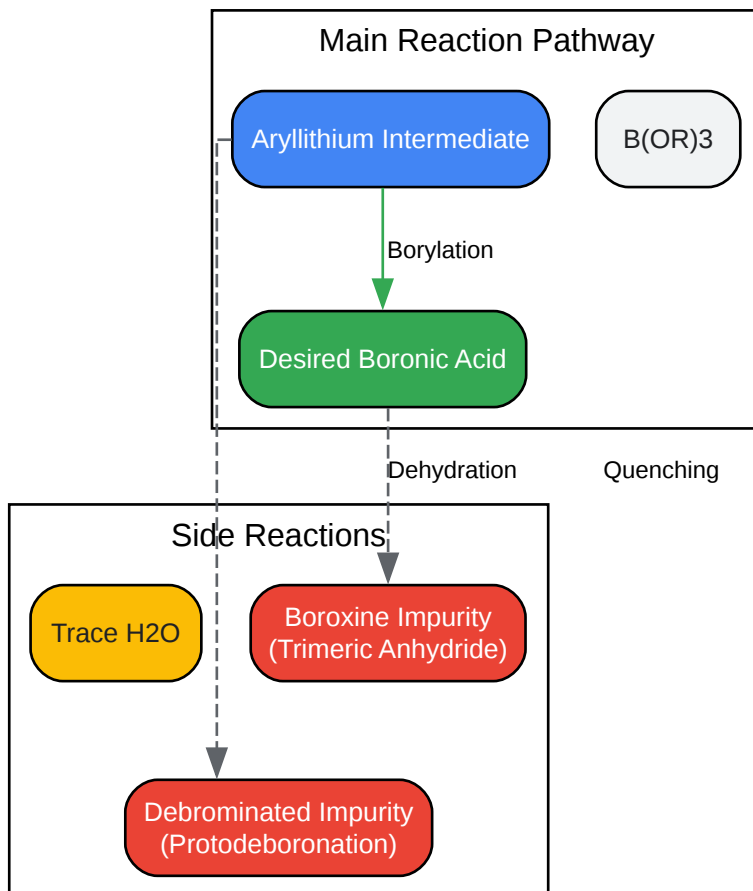 Main Reaction Pathway
Aryllithium Intermediate
B(OR)3
Borylation
Desired Boronic Acid
Dehydration
Quenching
Side Reactions
Trace H2O
Boroxine Impurity
(Trimeric Anhydride)
Debrominated Impurity
(Protodeboronation)